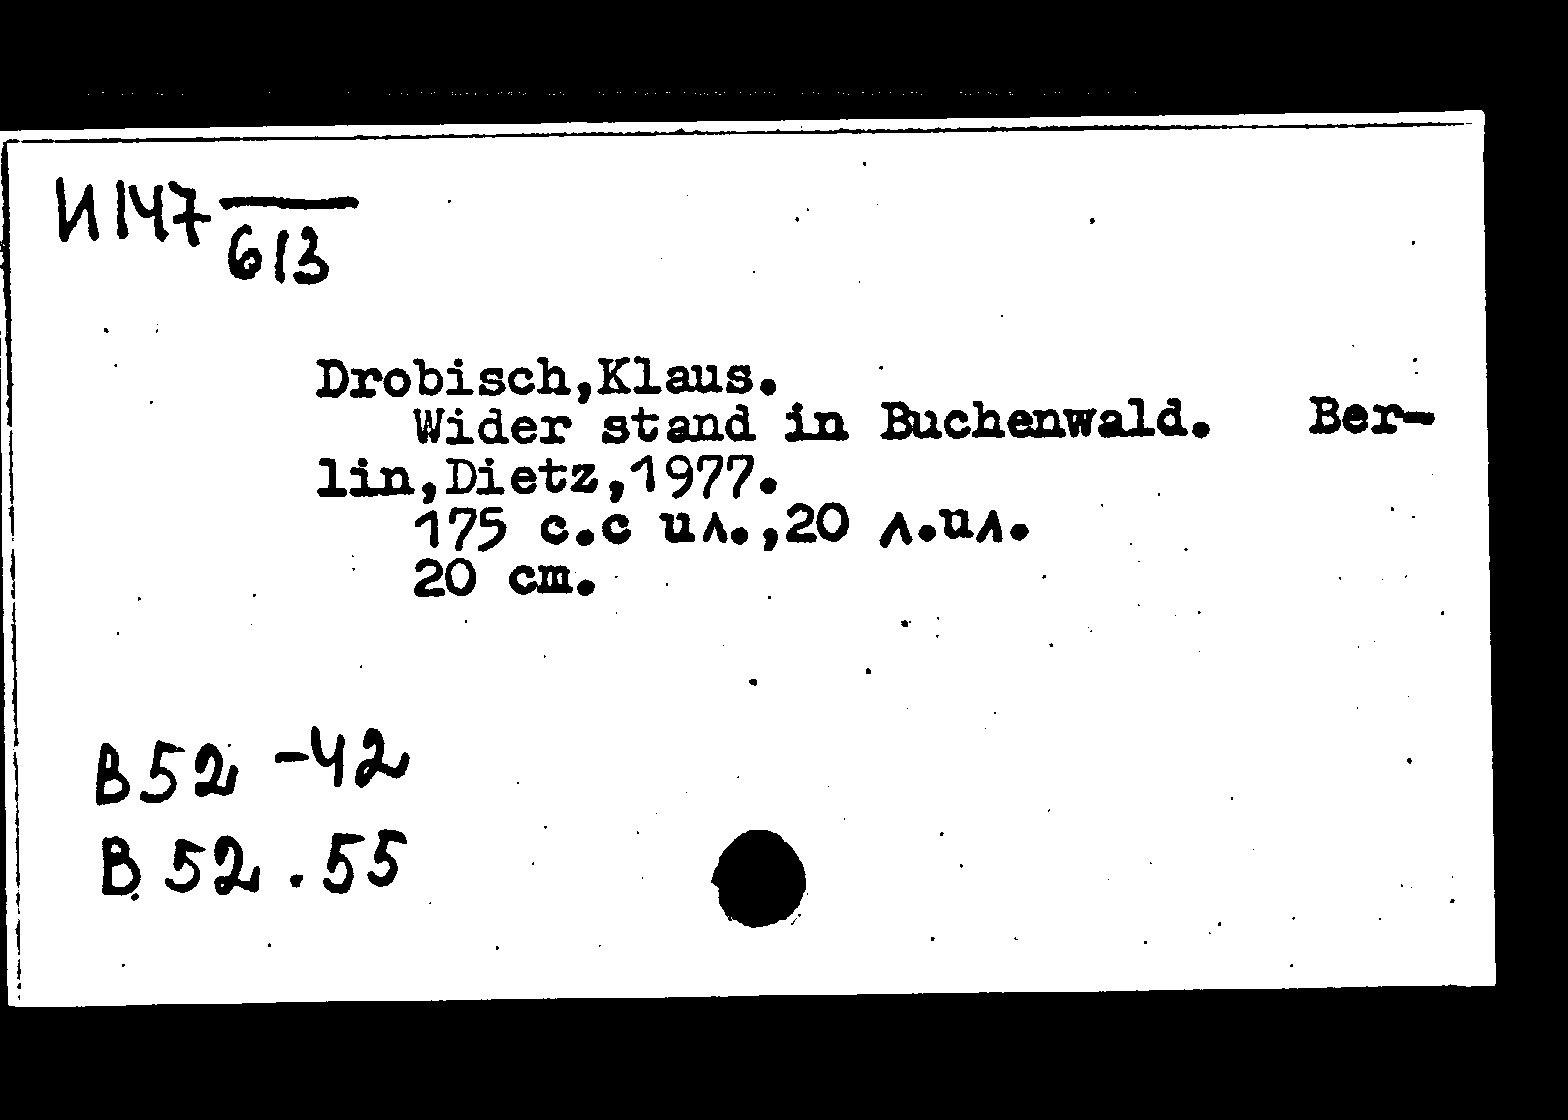 И147
613
Drobisch,Klaus.
Wider stand in Buchenwald. Ber-
lin,Dietz,1977.
175 с.с ил.,20 л.ил.
20 cm.
B52-42
B52.55